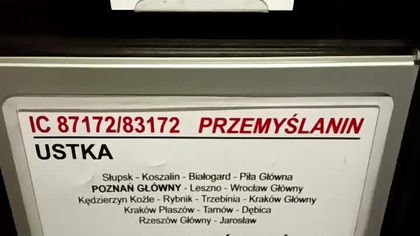 IC 87172/83172 PRZEMYŚLANIN
USTKA
Słupsk - Koszalin - Białogard - Piła Główna
POZNAŃ GŁÓWNY - Leszno - Wrocław Główny
Kędzierzyn Koźle - Rybnik - Trzebinia - Kraków Główny
Kraków Płaszów - Tarnów - Dębica
Rzeszów Główny - Jarosław